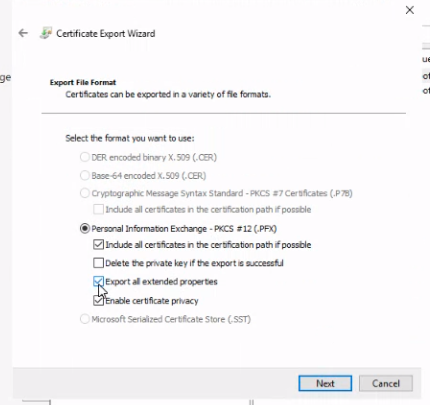 Certificate Export Wizard
Export File Format
Certificates can be exported in a variety of file formats.
Select the format you want to use:
DER encoded binary X.509 (.CER)
Base-64 encoded X.509 (.CER)
Cryptographic Message Syntax Standard - PKCS #7 Certificates (.P7B)
Include all certificates in the certification path if possible
Personal Information Exchange - PKCS #12 (.PFX)
Include all certificates in the certification path if possible
Delete the private key if the export is successful
Export all extended properties
Enable certificate privacy
Microsoft Serialized Certificate Store (.SST)
Next
Cancel